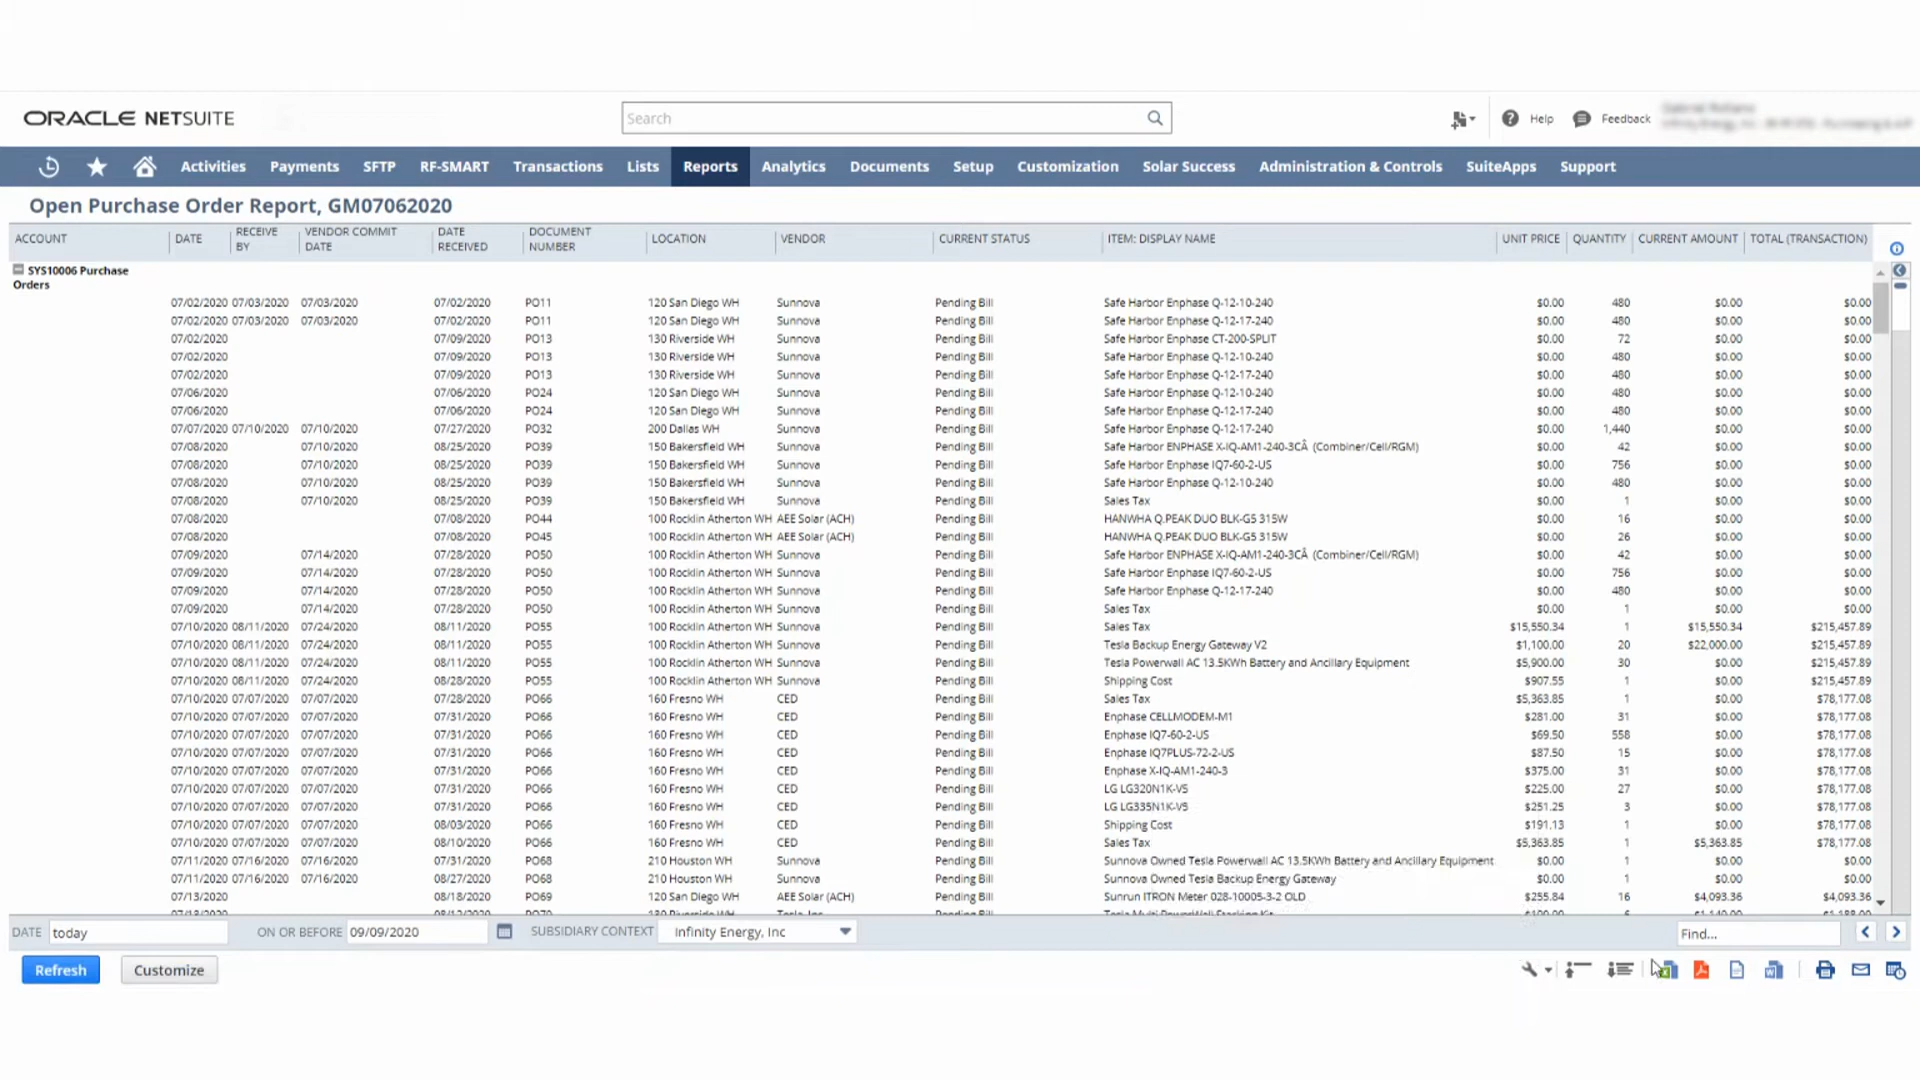 ORACLE NETSUITE
Search
Help
Feedback
Activities Payments SFTP RF-SMART Transactions Lists Reports Analytics Documents Setup Customization Solar Success Administration & Controls SuiteApps Support
Open Purchase Order Report, GM07062020
ACCOUNT DATE RECEIVE BY VENDOR COMMIT DATE DATE RECEIVED DOCUMENT NUMBER LOCATION VENDOR CURRENT STATUS ITEM: DISPLAY NAME UNIT PRICE QUANTITY CURRENT AMOUNT TOTAL (TRANSACTION)
SYS10006 Purchase
Orders
07/02/2020 07/03/2020 07/03/2020 07/02/2020 PO11 120 San Diego WH Sunnova Pending Bill Safe Harbor Enphase Q-12-10-240 $0.00 480 $0.00 $0.00
07/02/2020 07/03/2020 07/03/2020 07/02/2020 PO11 120 San Diego WH Sunnova Pending Bill Safe Harbor Enphase Q-12-17-240 $0.00 480 $0.00 $0.00
07/02/2020 07/09/2020 PO13 130 Riverside WH Sunnova Pending Bill Safe Harbor Enphase CT-200-SPLIT $0.00 72 $0.00 $0.00
07/02/2020 07/09/2020 PO13 130 Riverside WH Sunnova Pending Bill Safe Harbor Enphase Q-12-10-240 $0.00 480 $0.00 $0.00
07/02/2020 07/09/2020 PO13 130 Riverside WH Sunnova Pending Bill Safe Harbor Enphase Q-12-17-240 $0.00 480 $0.00 $0.00
07/06/2020 07/06/2020 PO24 120 San Diego WH Sunnova Pending Bill Safe Harbor Enphase Q-12-10-240 $0.00 480 $0.00 $0.00
07/06/2020 07/06/2020 PO24 120 San Diego WH Sunnova Pending Bill Safe Harbor Enphase Q-12-17-240 $0.00 480 $0.00 $0.00
07/07/2020 07/10/2020 07/10/2020 07/27/2020 PO32 200 Dallas WH Sunnova Pending Bill Safe Harbor Enphase Q-12-17-240 $0.00 1,440 $0.00 $0.00
07/08/2020 07/10/2020 08/25/2020 PO39 150 Bakersfield WH Sunnova Pending Bill Safe Harbor ENPHASE X-IQ-AM1-240-3CÂ (Combiner/Cell/RGM) $0.00 42 $0.00 $0.00
07/08/2020 07/10/2020 08/25/2020 PO39 150 Bakersfield WH Sunnova Pending Bill Safe Harbor Enphase IQ7-60-2-US $0.00 756 $0.00 $0.00
07/08/2020 07/10/2020 08/25/2020 PO39 150 Bakersfield WH Sunnova Pending Bill Safe Harbor Enphase Q-12-10-240 $0.00 480 $0.00 $0.00
07/08/2020 07/10/2020 08/25/2020 PO39 150 Bakersfield WH Sunnova Pending Bill Sales Tax $0.00 1 $0.00 $0.00
07/08/2020 07/08/2020 PO44 100 Rocklin Atherton WH AEE Solar (ACH) Pending Bill HANWHA Q.PEAK DUO BLK-G5 315W $0.00 16 $0.00 $0.00
07/08/2020 07/08/2020 PO45 100 Rocklin Atherton WH AEE Solar (ACH) Pending Bill HANWHA Q.PEAK DUO BLK-G5 315W $0.00 26 $0.00 $0.00
07/09/2020 07/14/2020 07/28/2020 PO50 100 Rocklin Atherton WH Sunnova Pending Bill Safe Harbor ENPHASE X-IQ-AM1-240-3CÂ (Combiner/Cell/RGM) $0.00 42 $0.00 $0.00
07/09/2020 07/14/2020 07/28/2020 PO50 100 Rocklin Atherton WH Sunnova Pending Bill Safe Harbor Enphase IQ7-60-2-US $0.00 756 $0.00 $0.00
07/09/2020 07/14/2020 07/28/2020 PO50 100 Rocklin Atherton WH Sunnova Pending Bill Safe Harbor Enphase Q-12-17-240 $0.00 480 $0.00 $0.00
07/09/2020 07/14/2020 07/28/2020 PO50 100 Rocklin Atherton WH Sunnova Pending Bill Sales Tax $0.00 1 $0.00 $0.00
07/10/2020 08/11/2020 07/24/2020 08/11/2020 PO55 100 Rocklin Atherton WH Sunnova Pending Bill Sales Tax $15,550.34 1 $15,550.34 $215,457.89
07/10/2020 08/11/2020 07/24/2020 08/11/2020 PO55 100 Rocklin Atherton WH Sunnova Pending Bill Tesla Backup Energy Gateway V2 $1,100.00 20 $22,000.00 $215,457.89
07/10/2020 08/11/2020 07/24/2020 08/11/2020 PO55 100 Rocklin Atherton WH Sunnova Pending Bill Tesla Powerwall AC 13.5KWh Battery and Ancillary Equipment $5,900.00 30 $0.00 $215,457.89
07/10/2020 08/11/2020 07/24/2020 08/28/2020 PO55 100 Rocklin Atherton WH Sunnova Pending Bill Shipping Cost $907.55 1 $0.00 $215,457.89
07/10/2020 07/07/2020 07/07/2020 07/28/2020 PO66 160 Fresno WH CED Pending Bill Sales Tax $5,363.85 1 $0.00 $78,177.08
07/10/2020 07/07/2020 07/07/2020 07/31/2020 PO66 160 Fresno WH CED Pending Bill Enphase CELLMODEM-M1 $281.00 31 $0.00 $78,177.08
07/10/2020 07/07/2020 07/07/2020 07/31/2020 PO66 160 Fresno WH CED Pending Bill Enphase IQ7-60-2-US $69.50 558 $0.00 $78,177.08
07/10/2020 07/07/2020 07/07/2020 07/31/2020 PO66 160 Fresno WH CED Pending Bill Enphase IQ7PLUS-72-2-US $87.50 15 $0.00 $78,177.08
07/10/2020 07/07/2020 07/07/2020 07/31/2020 PO66 160 Fresno WH CED Pending Bill Enphase X-IQ-AM1-240-3 $375.00 31 $0.00 $78,177.08
07/10/2020 07/07/2020 07/07/2020 07/31/2020 PO66 160 Fresno WH CED Pending Bill LG LG320N1K-V5 $225.00 27 $0.00 $78,177.08
07/10/2020 07/07/2020 07/07/2020 07/31/2020 PO66 160 Fresno WH CED Pending Bill LG LG335N1K-V5 $251.25 3 $0.00 $78,177.08
07/10/2020 07/07/2020 07/07/2020 08/03/2020 PO66 160 Fresno WH CED Pending Bill Shipping Cost $191.13 1 $0.00 $78,177.08
07/10/2020 07/07/2020 07/07/2020 08/10/2020 PO66 160 Fresno WH CED Pending Bill Sales Tax $5,363.85 1 $5,363.85 $78,177.08
07/11/2020 07/16/2020 07/16/2020 07/31/2020 PO68 210 Houston WH Sunnova Pending Bill Sunnova Owned Tesla Powerwall AC 13.5KWh Battery and Ancillary Equipment $0.00 1 $0.00 $0.00
07/11/2020 07/16/2020 07/16/2020 08/27/2020 PO68 210 Houston WH Sunnova Pending Bill Sunnova Owned Tesla Backup Energy Gateway $0.00 1 $0.00 $0.00
07/13/2020 08/18/2020 PO69 120 San Diego WH AEE Solar (ACH) Pending Bill Sunrun ITRON Meter 028-10005-3-2 OLD $255.84 16 $4,093.36 $4,093.36
DATE today ON OR BEFORE 09/09/2020 SUBSIDIARY CONTEXT Infinity Energy, Inc Find...
Refresh Customize